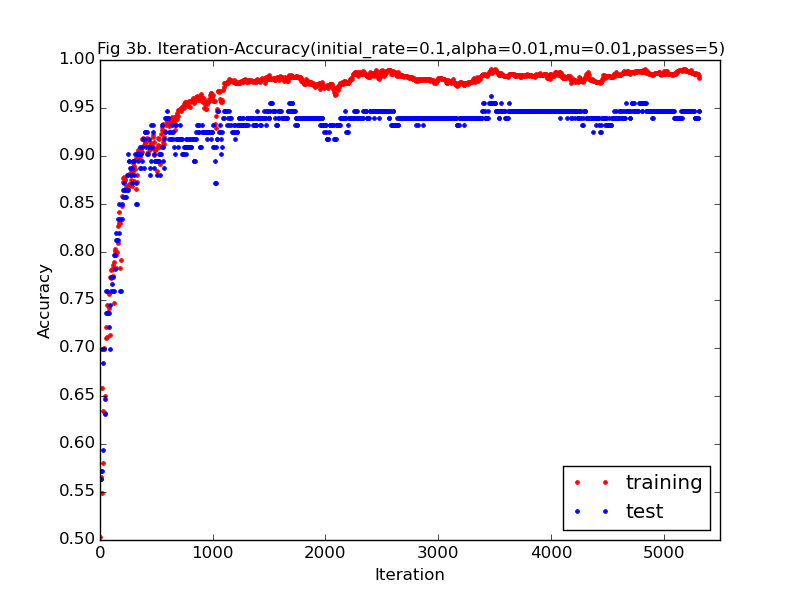 Fig 3b. Iteration-Accuracy(initial_rate=0.1,alpha=0.01,mu=0.01,passes=5)
1.00
0.95
0.90
0.85
0.80
0.75
0.70
0.65
0.60
0.55
0.50
Accuracy
training
test
0 1000 2000 3000 4000 5000
Iteration